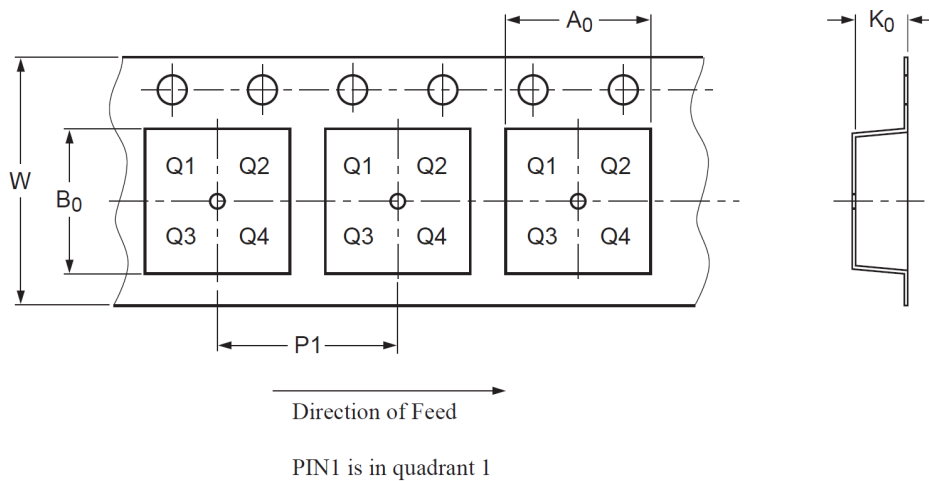 A0
K0
W
B0
Q1 Q2 Q1 Q2 Q1 Q2
Q3 Q4 Q3 Q4 Q3 Q4
P1
Direction of Feed
PIN1 is in quadrant 1